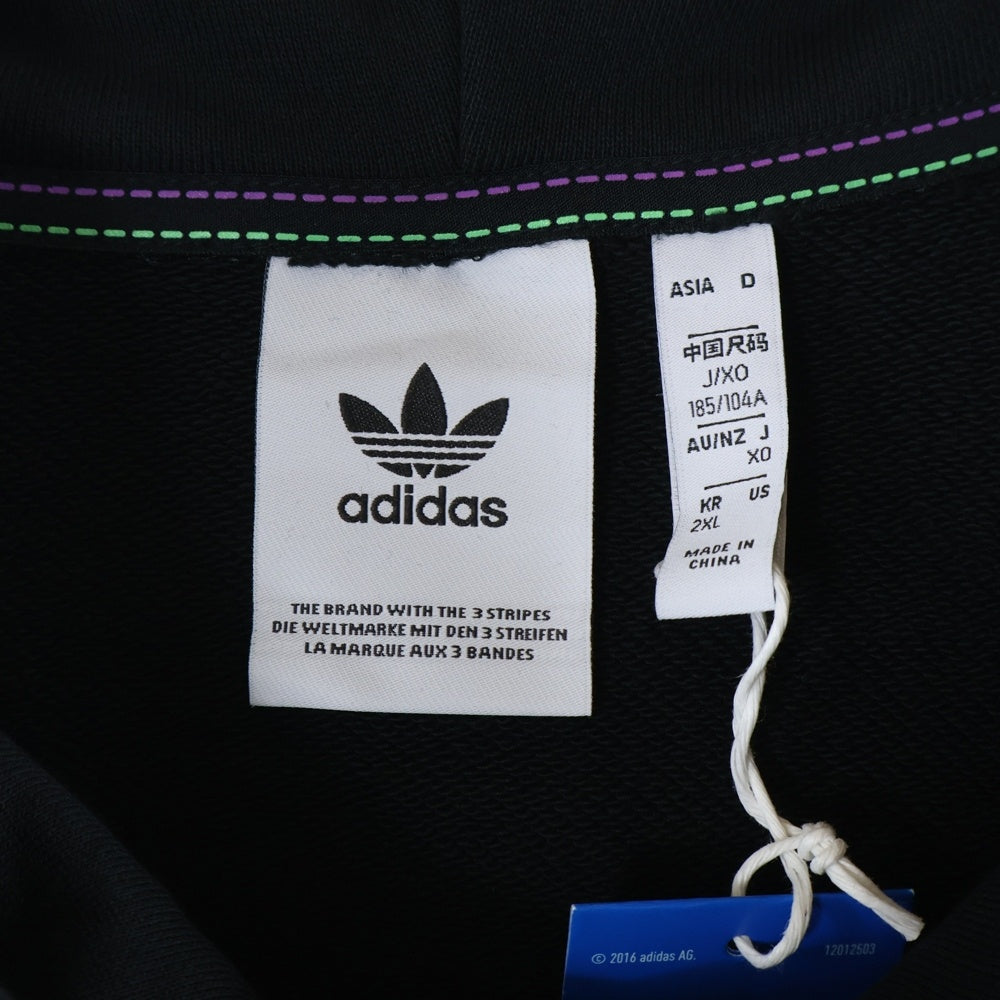 adidas
THE BRAND WITH THE 3 STRIPES
DIE WELTMARKE MIT DEN 3 STREIFEN
LA MARQUE AUX 3 BANDES
ASIA D
中国尺码
J/XO
185/104A
AU/NZ J
XO
KR US
2XL
MADE IN
CHINA
© 2016 adidas AG.
12012503